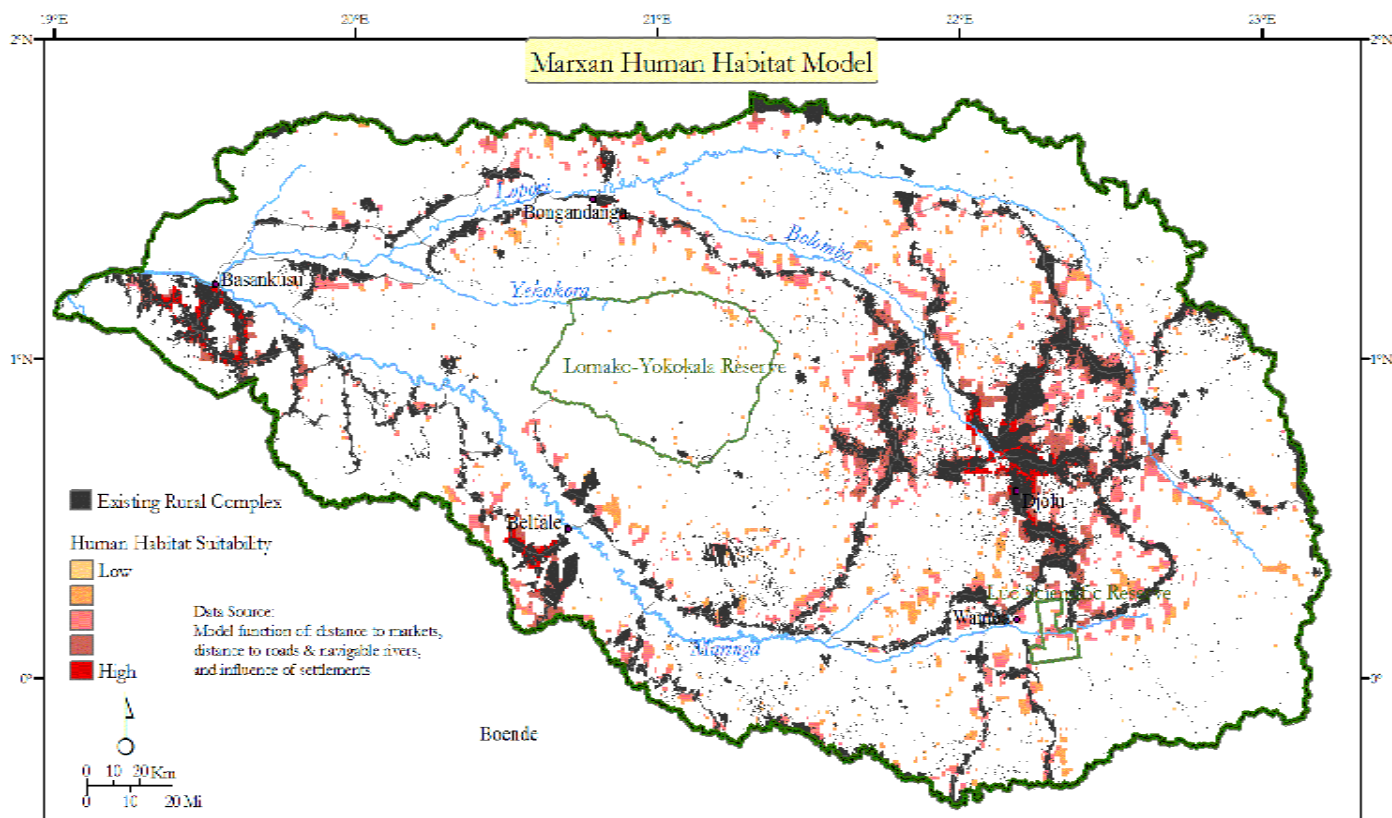 19°E 20°E 21°E 22°E 23°E
2°N 2°N
Marxan Human Habitat Model
Bongandanga
Bolombo
Basankusu
Yekokora
1°N 1°N
Lomako-Yokokala Reserve
Existing Rural Complex
Djolu
Befale
Human Habitat Suitability
Low
Reserve
Data Source:
Model function of distance to markets,
distance to roads & navigable rivers,
and influence of settlements
Maringa
High
0°
Boende
0 10 20 Km
0 10 20 Mi